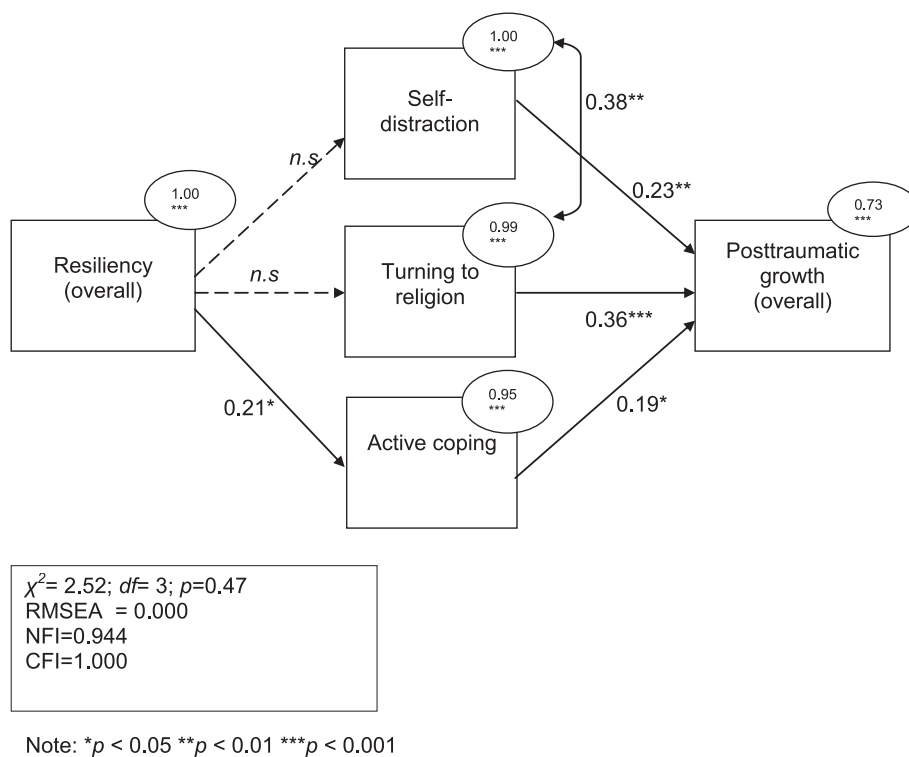 1.00
***
Self-
distraction
0.38**
n.s
1.00
***
0.23**
0.99
***
0.73
***
Resiliency
(overall)
n.s
Turning to
religion
Posttraumatic
growth
(overall)
0.36***
0.21*
0.95
***
0.19*
Active coping
χ²= 2.52; df= 3; p=0.47
RMSEA = 0.000
NFI=0.944
CFI=1.000
Note: *p < 0.05 **p < 0.01 ***p < 0.001